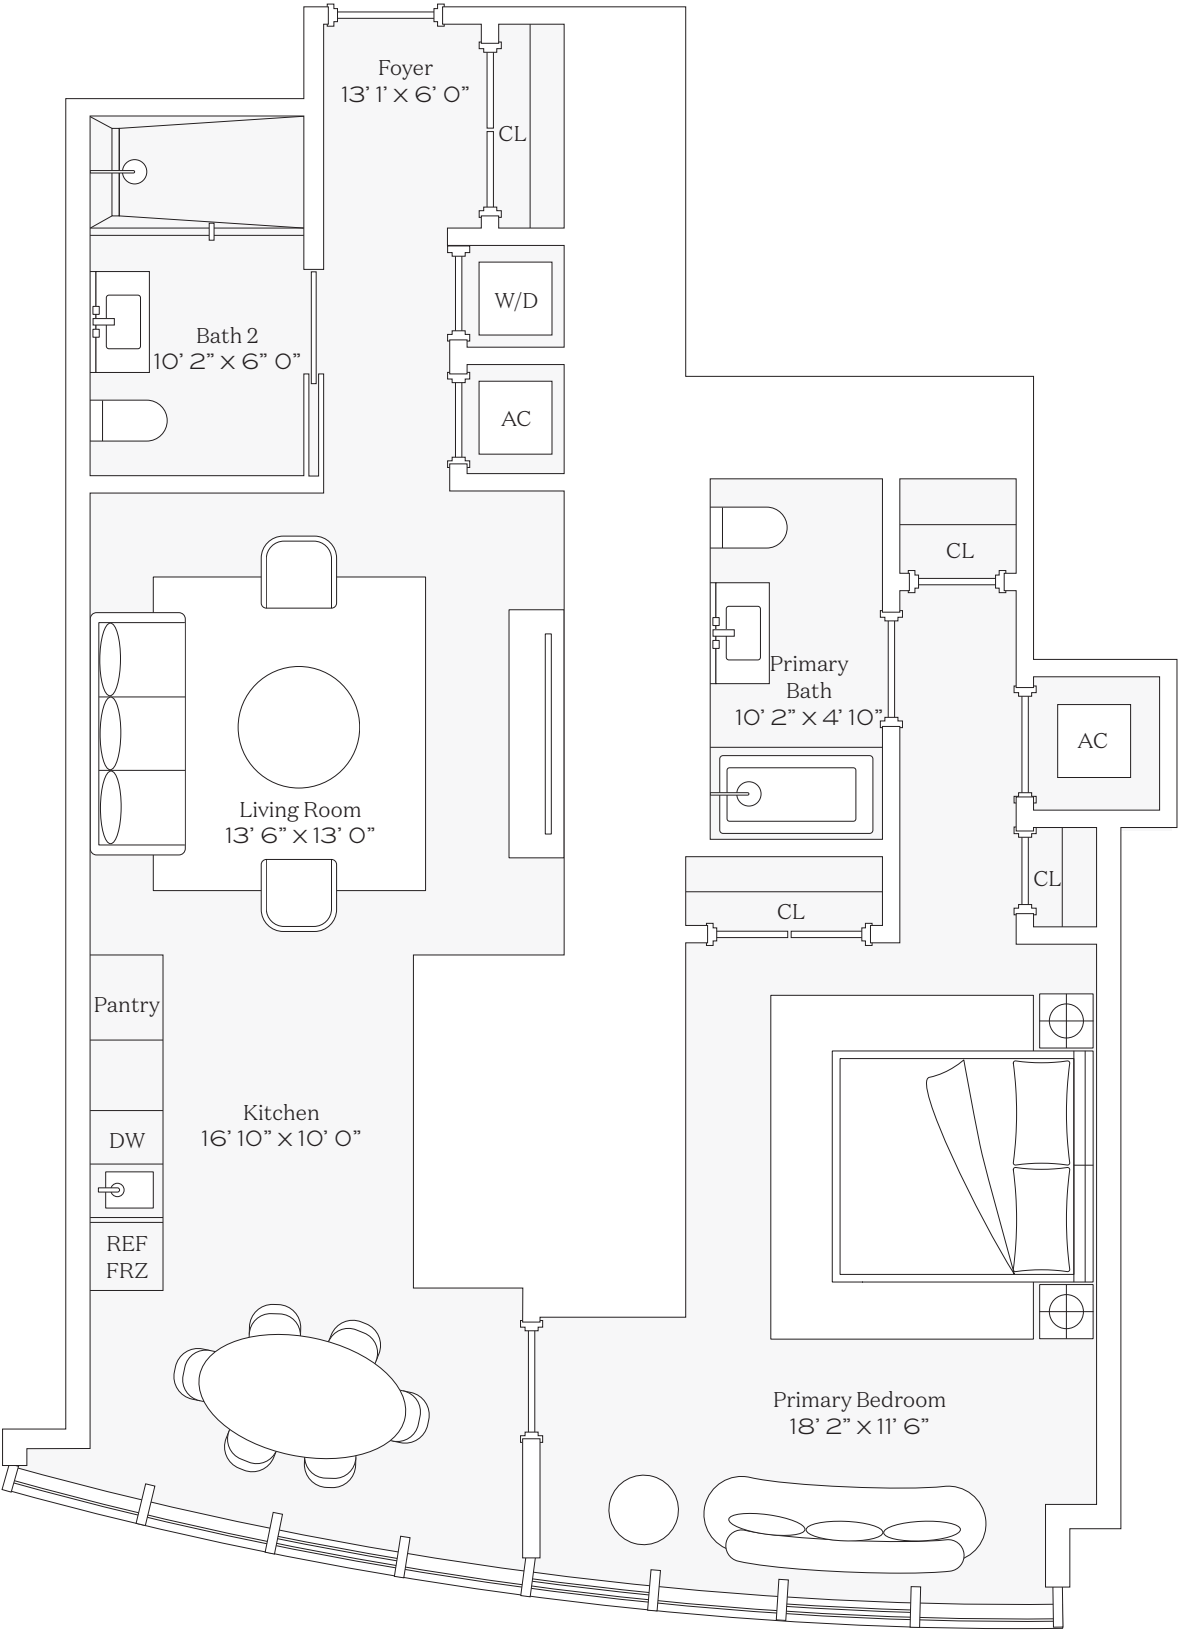 Foyer
13’ 1’ X 6’ 0”
CL
W/D
Bath 2
10’ 2” X 6” 0”
AC
CL
Primary
Bath
10’ 2” X 4’ 10”
AC
Living Room
13’ 6” X 13’ 0”
CL
CL
Pantry
Kitchen
16’ 10” X 10’ 0”
DW
REF
FRZ
Primary Bedroom
18’ 2” X 11’ 6”